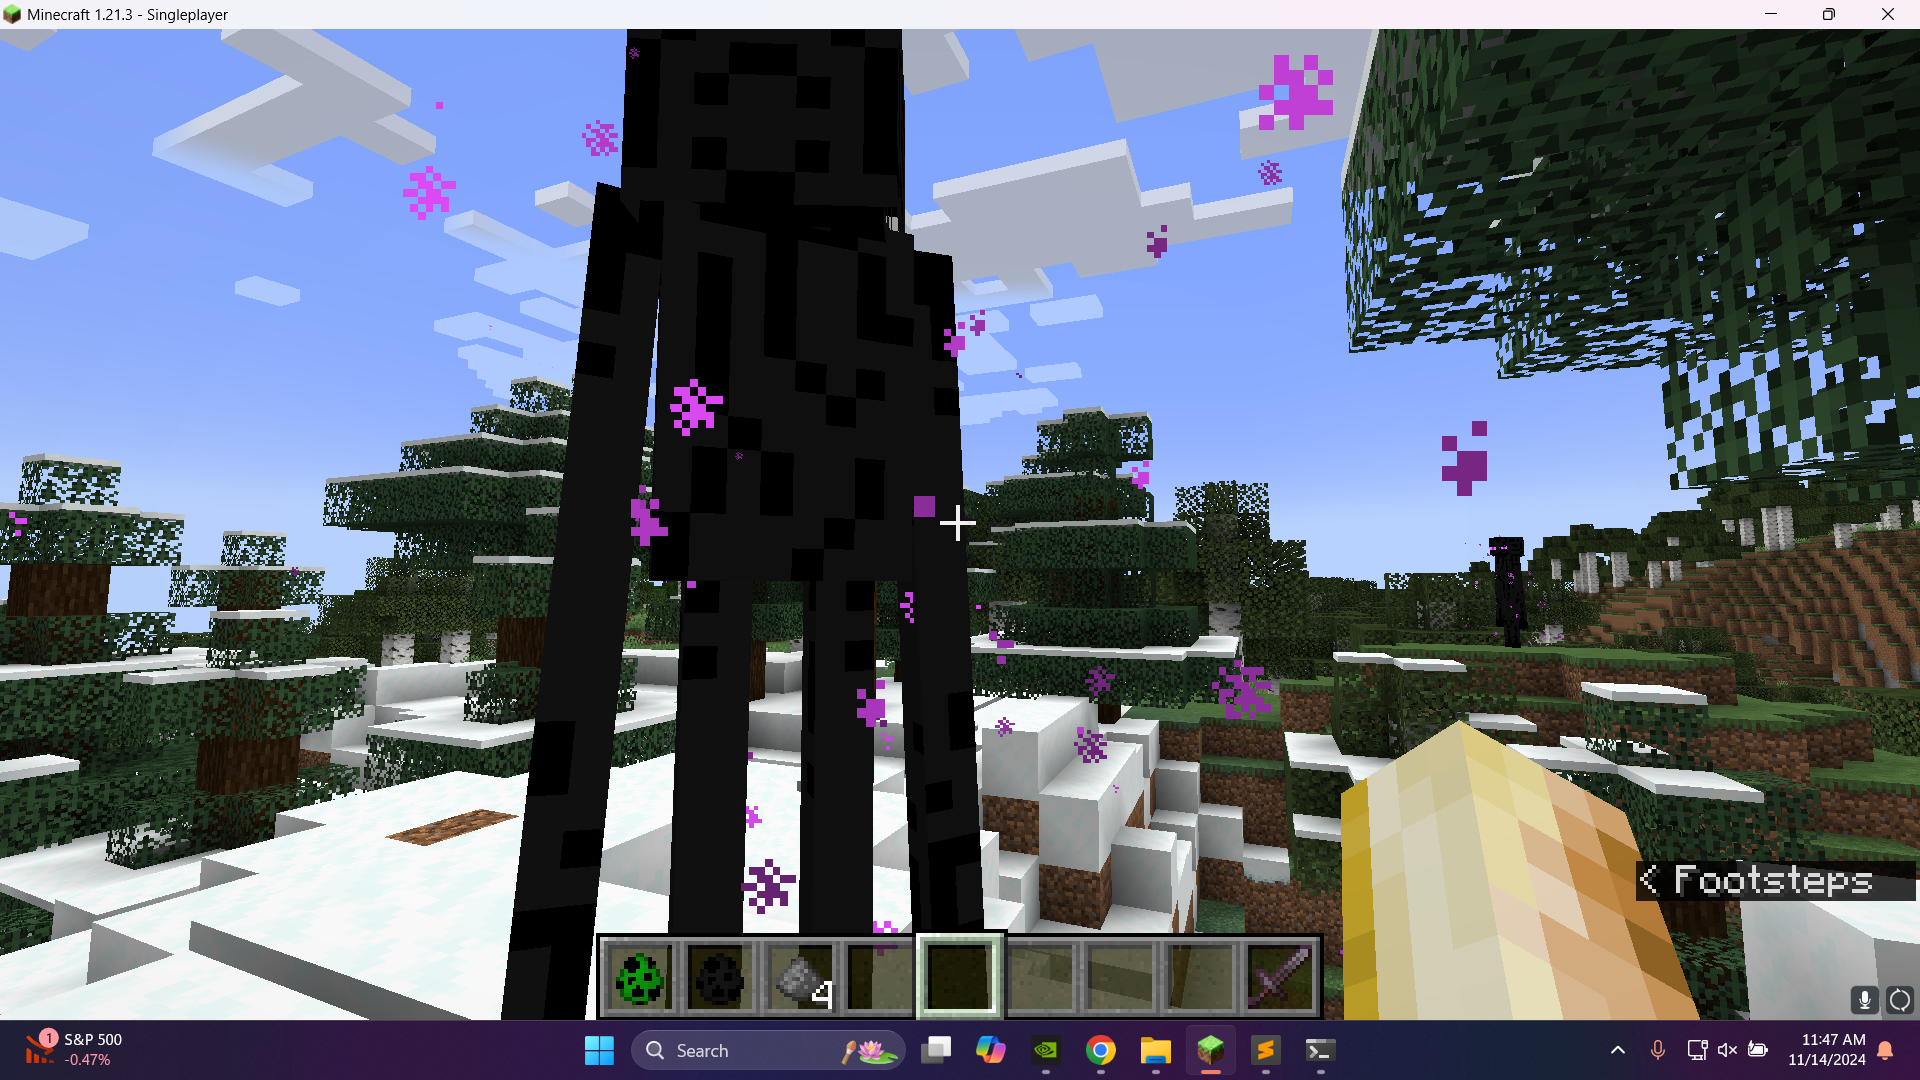 Minecraft 1.21.3 - Singleplayer
< Footsteps
4
1
S&P 500
-0.47%
Search
11:47 AM
11/14/2024